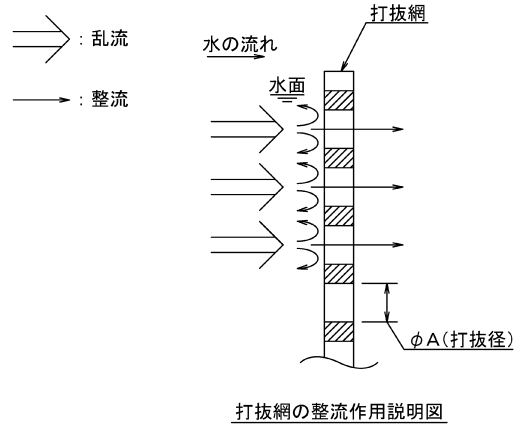 打抜網
：乱流
水の流れ
水面
：整流
φA(打抜径)
打抜網の整流作用説明図